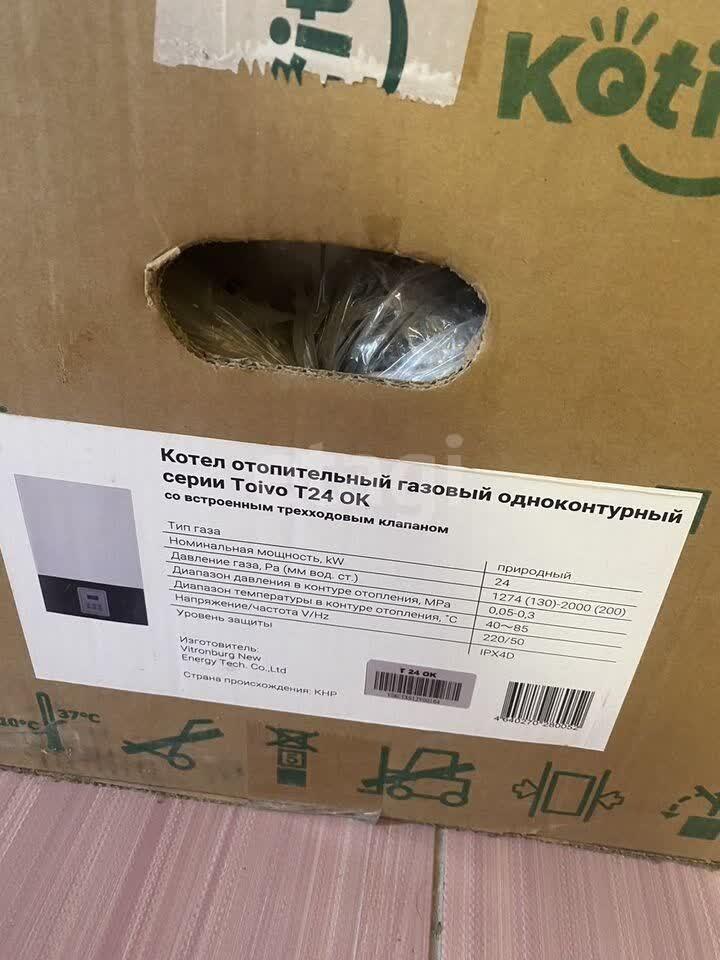 Koti
Котел отопительный газовый одноконтурный
серии Toivo T24 OK
со встроенным трехходовым клапаном
Тип газа природный
Номинальная мощность, kW 24
Давление газа, Pa (мм вод. ст.) 1274 (130)-2000 (200)
Диапазон давления в контуре отопления, MPa 0,05-0,3
Диапазон температуры в контуре отопления, °C 40~85
Напряжение/частота V/Hz 220/50
Уровень защиты IPX4D
Изготовитель:
Vitronburg New
Energy Tech. Co.,Ltd
Страна происхождения: КНР
T 24 OK
37°C
5